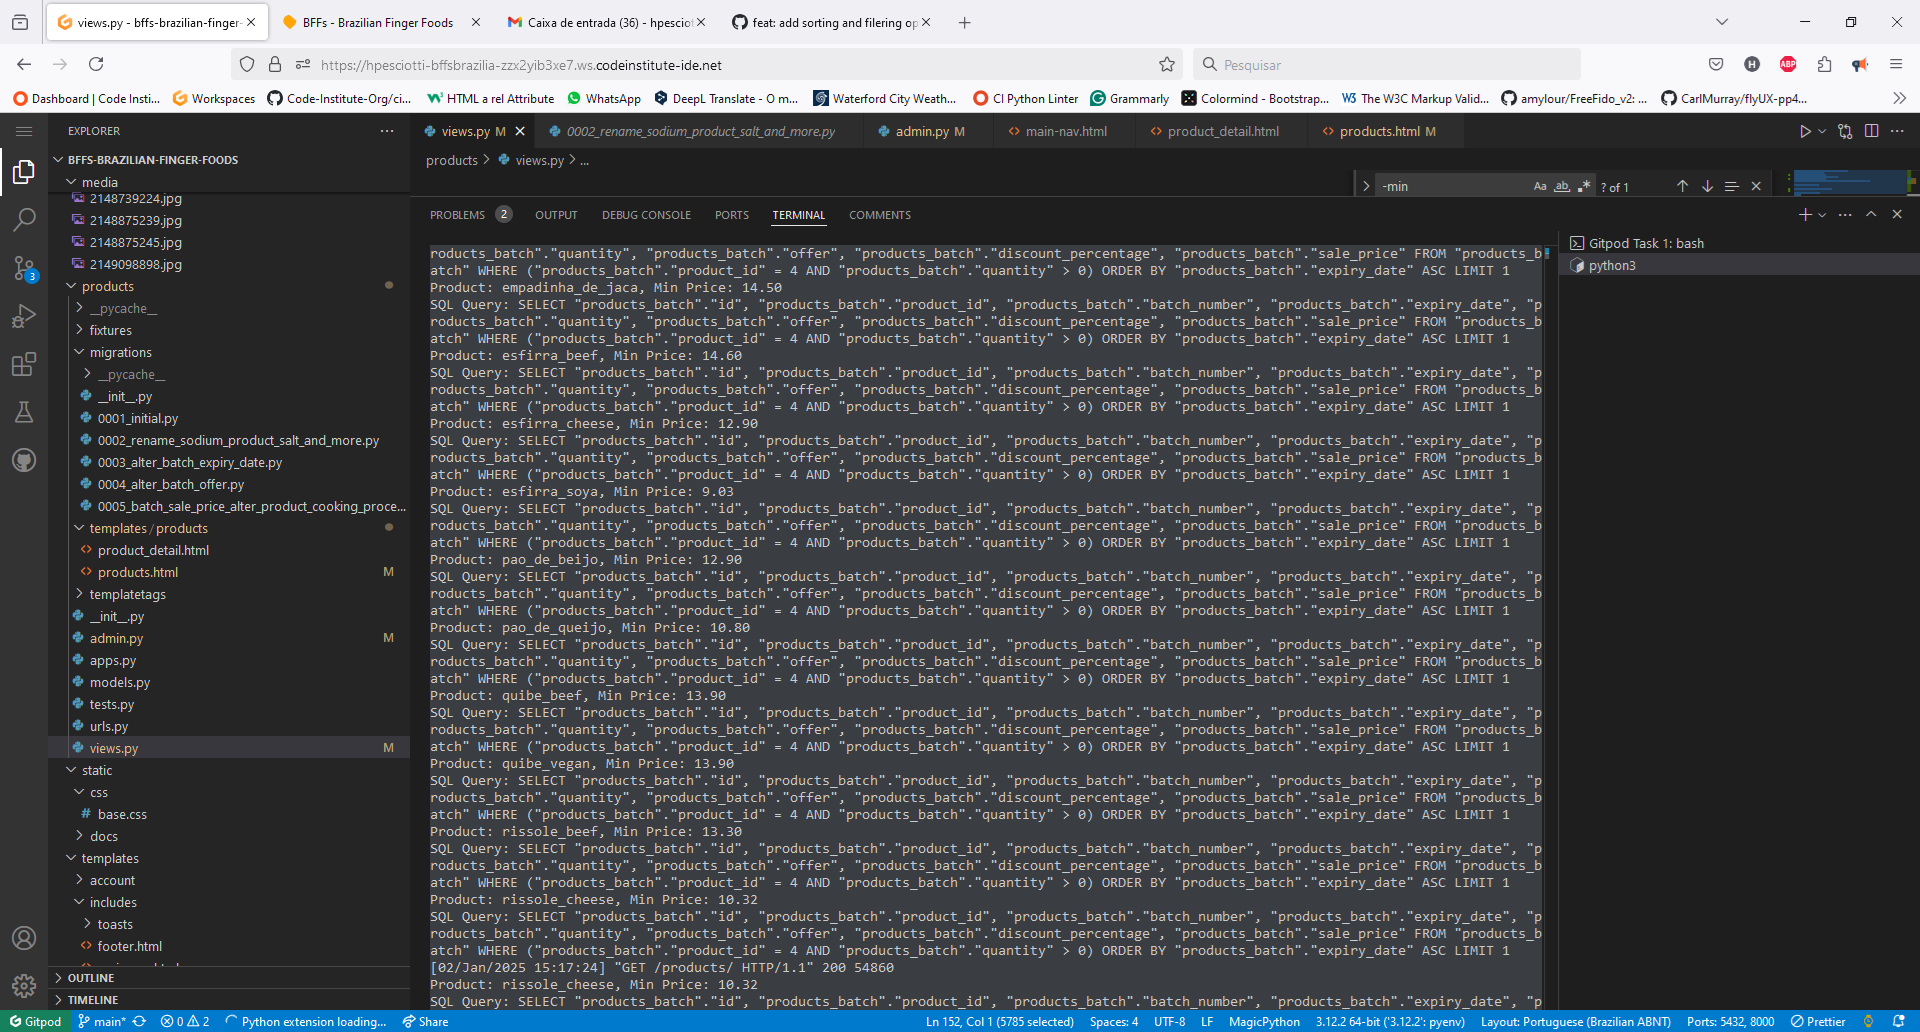 views.py - bffs-brazilian-finger-
BFFs - Brazilian Finger Foods
Caixa de entrada (36) - hpesciot
feat: add sorting and filering op
https://hpesciotti-bffsbrazilia-zzx2yib3xe7.ws.codeinstitute-ide.net
Pesquisar
Dashboard | Code Insti...
Workspaces
Code-Institute-Org/ci...
HTML a rel Attribute
WhatsApp
DeepL Translate - O m...
Waterford City Weath...
CI Python Linter
Grammarly
Colormind - Bootstrap...
The W3C Markup Valid...
amylour/FreeFido_v2: ...
CarlMurray/flyUX-pp4...
EXPLORER
views.py M
0002_rename_sodium_product_salt_and_more.py
admin.py M
main-nav.html
product_detail.html
products.html M
BFFS-BRAZILIAN-FINGER-FOODS
products > views.py > ...
-min
Aa
ab
? of 1
media
2148739224.jpg
2148875239.jpg
2148875245.jpg
2149098898.jpg
products
__pycache__
fixtures
migrations
__pycache__
__init__.py
0001_initial.py
0002_rename_sodium_product_salt_and_more.py
0003_alter_batch_expiry_date.py
0004_alter_batch_offer.py
0005_batch_sale_price_alter_product_cooking_proce...
templates/products
product_detail.html
products.html M
templatetags
__init__.py
admin.py M
apps.py
models.py
tests.py
urls.py
views.py M
static
css
base.css
docs
templates
account
includes
toasts
footer.html
OUTLINE
TIMELINE
PROBLEMS 2 OUTPUT DEBUG CONSOLE PORTS TERMINAL COMMENTS
Gitpod Task 1: bash
python3
roducts_batch"."quantity", "products_batch"."offer", "products_batch"."discount_percentage", "products_batch"."sale_price" FROM "products_b
atch" WHERE ("products_batch"."product_id" = 4 AND "products_batch"."quantity" > 0) ORDER BY "products_batch"."expiry_date" ASC LIMIT 1
Product: empadinha_de_jaca, Min Price: 14.50
SQL Query: SELECT "products_batch"."id", "products_batch"."product_id", "products_batch"."batch_number", "products_batch"."expiry_date", "p
roducts_batch"."quantity", "products_batch"."offer", "products_batch"."discount_percentage", "products_batch"."sale_price" FROM "products_b
atch" WHERE ("products_batch"."product_id" = 4 AND "products_batch"."quantity" > 0) ORDER BY "products_batch"."expiry_date" ASC LIMIT 1
Product: esfirra_beef, Min Price: 14.60
SQL Query: SELECT "products_batch"."id", "products_batch"."product_id", "products_batch"."batch_number", "products_batch"."expiry_date", "p
roducts_batch"."quantity", "products_batch"."offer", "products_batch"."discount_percentage", "products_batch"."sale_price" FROM "products_b
atch" WHERE ("products_batch"."product_id" = 4 AND "products_batch"."quantity" > 0) ORDER BY "products_batch"."expiry_date" ASC LIMIT 1
Product: esfirra_cheese, Min Price: 12.90
SQL Query: SELECT "products_batch"."id", "products_batch"."product_id", "products_batch"."batch_number", "products_batch"."expiry_date", "p
roducts_batch"."quantity", "products_batch"."offer", "products_batch"."discount_percentage", "products_batch"."sale_price" FROM "products_b
atch" WHERE ("products_batch"."product_id" = 4 AND "products_batch"."quantity" > 0) ORDER BY "products_batch"."expiry_date" ASC LIMIT 1
Product: esfirra_soya, Min Price: 9.03
SQL Query: SELECT "products_batch"."id", "products_batch"."product_id", "products_batch"."batch_number", "products_batch"."expiry_date", "p
roducts_batch"."quantity", "products_batch"."offer", "products_batch"."discount_percentage", "products_batch"."sale_price" FROM "products_b
atch" WHERE ("products_batch"."product_id" = 4 AND "products_batch"."quantity" > 0) ORDER BY "products_batch"."expiry_date" ASC LIMIT 1
Product: pao_de_beijo, Min Price: 12.90
SQL Query: SELECT "products_batch"."id", "products_batch"."product_id", "products_batch"."batch_number", "products_batch"."expiry_date", "p
roducts_batch"."quantity", "products_batch"."offer", "products_batch"."discount_percentage", "products_batch"."sale_price" FROM "products_b
atch" WHERE ("products_batch"."product_id" = 4 AND "products_batch"."quantity" > 0) ORDER BY "products_batch"."expiry_date" ASC LIMIT 1
Product: pao_de_queijo, Min Price: 10.80
SQL Query: SELECT "products_batch"."id", "products_batch"."product_id", "products_batch"."batch_number", "products_batch"."expiry_date", "p
roducts_batch"."quantity", "products_batch"."offer", "products_batch"."discount_percentage", "products_batch"."sale_price" FROM "products_b
atch" WHERE ("products_batch"."product_id" = 4 AND "products_batch"."quantity" > 0) ORDER BY "products_batch"."expiry_date" ASC LIMIT 1
Product: quibe_beef, Min Price: 13.90
SQL Query: SELECT "products_batch"."id", "products_batch"."product_id", "products_batch"."batch_number", "products_batch"."expiry_date", "p
roducts_batch"."quantity", "products_batch"."offer", "products_batch"."discount_percentage", "products_batch"."sale_price" FROM "products_b
atch" WHERE ("products_batch"."product_id" = 4 AND "products_batch"."quantity" > 0) ORDER BY "products_batch"."expiry_date" ASC LIMIT 1
Product: quibe_vegan, Min Price: 13.90
SQL Query: SELECT "products_batch"."id", "products_batch"."product_id", "products_batch"."batch_number", "products_batch"."expiry_date", "p
roducts_batch"."quantity", "products_batch"."offer", "products_batch"."discount_percentage", "products_batch"."sale_price" FROM "products_b
atch" WHERE ("products_batch"."product_id" = 4 AND "products_batch"."quantity" > 0) ORDER BY "products_batch"."expiry_date" ASC LIMIT 1
Product: rissole_beef, Min Price: 13.30
SQL Query: SELECT "products_batch"."id", "products_batch"."product_id", "products_batch"."batch_number", "products_batch"."expiry_date", "p
roducts_batch"."quantity", "products_batch"."offer", "products_batch"."discount_percentage", "products_batch"."sale_price" FROM "products_b
atch" WHERE ("products_batch"."product_id" = 4 AND "products_batch"."quantity" > 0) ORDER BY "products_batch"."expiry_date" ASC LIMIT 1
Product: rissole_cheese, Min Price: 10.32
SQL Query: SELECT "products_batch"."id", "products_batch"."product_id", "products_batch"."batch_number", "products_batch"."expiry_date", "p
roducts_batch"."quantity", "products_batch"."offer", "products_batch"."discount_percentage", "products_batch"."sale_price" FROM "products_b
atch" WHERE ("products_batch"."product_id" = 4 AND "products_batch"."quantity" > 0) ORDER BY "products_batch"."expiry_date" ASC LIMIT 1
[02/Jan/2025 15:17:24] "GET /products/ HTTP/1.1" 200 54860
Product: rissole_cheese, Min Price: 10.32
SQL Query: SELECT "products_batch"."id", "products_batch"."product_id", "products_batch"."batch_number", "products_batch"."expiry_date", "p
Gitpod main* 0 2 Python extension loading... Share Ln 152, Col 1 (5785 selected) Spaces: 4 UTF-8 LF MagicPython 3.12.2 64-bit ('3.12.2': pyenv) Layout: Portuguese (Brazilian ABNT) Ports: 5432, 8000 Prettier